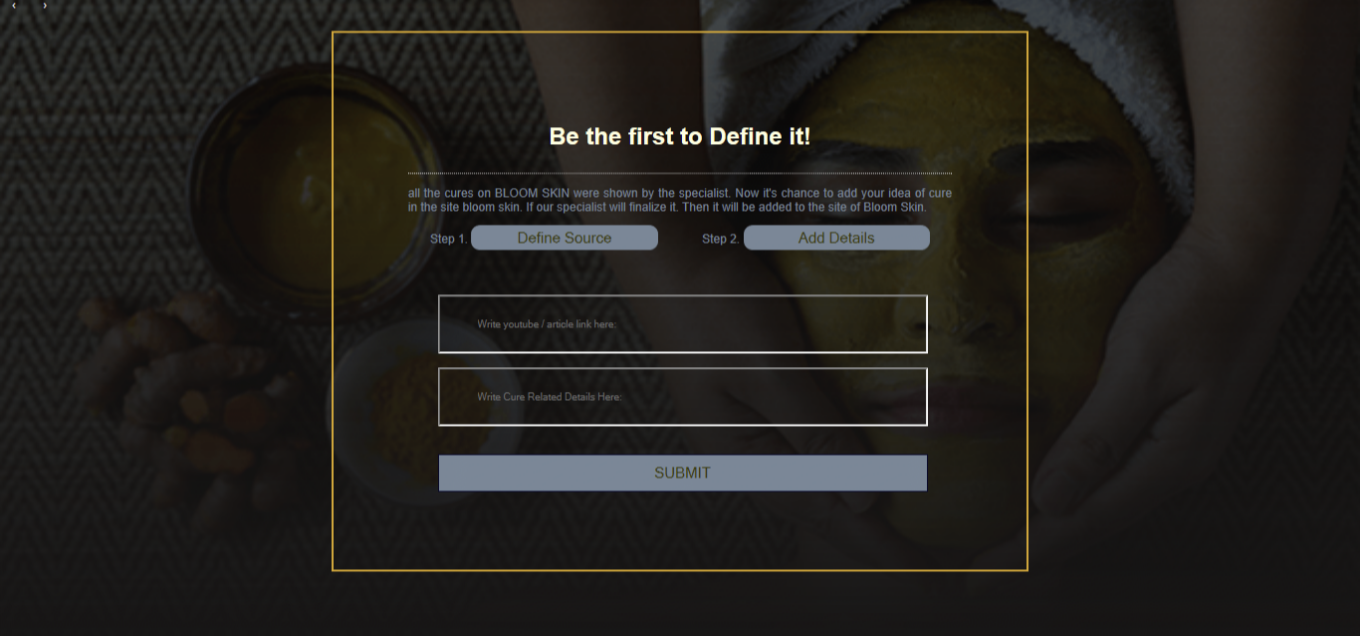 ‹ ›
Be the first to Define it!
all the cures on BLOOM SKIN were shown by the specialist. Now it's chance to add your idea of cure
in the site bloom skin. If our specialist will finalize it. Then it will be added to the site of Bloom Skin.
Step 1. Define Source Step 2. Add Details
Write youtube / article link here:
Write Cure Related Details Here:
SUBMIT